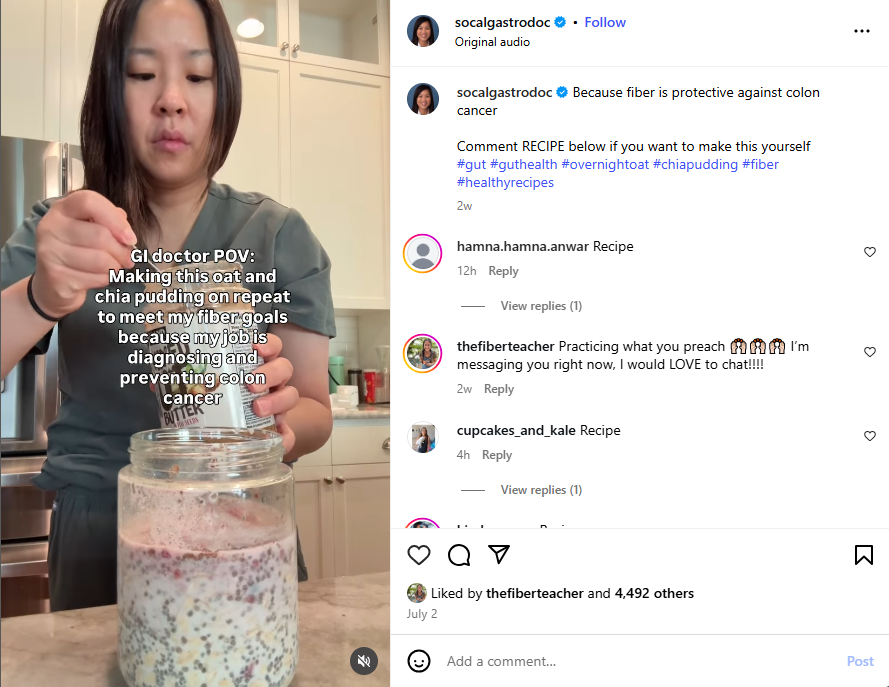 GI doctor POV:
Making this oat and
chia pudding on repeat
to meet my fiber goals
because my job is
diagnosing and
preventing colon
cancer
BUTTER
socalgastrodoc • Follow
Original audio
socalgastrodoc Because fiber is protective against colon
cancer
Comment RECIPE below if you want to make this yourself
#gut #guthealth #overnightoat #chiapudding #fiber
#healthyrecipes
2w
hamna.hamna.anwar Recipe
12h Reply
View replies (1)
thefiberteacher Practicing what you preach 🙌🙌🙌 I’m
messaging you right now, I would LOVE to chat!!!!
2w Reply
cupcakes_and_kale Recipe
4h Reply
View replies (1)
Liked by thefiberteacher and 4,492 others
July 2
Add a comment...
Post